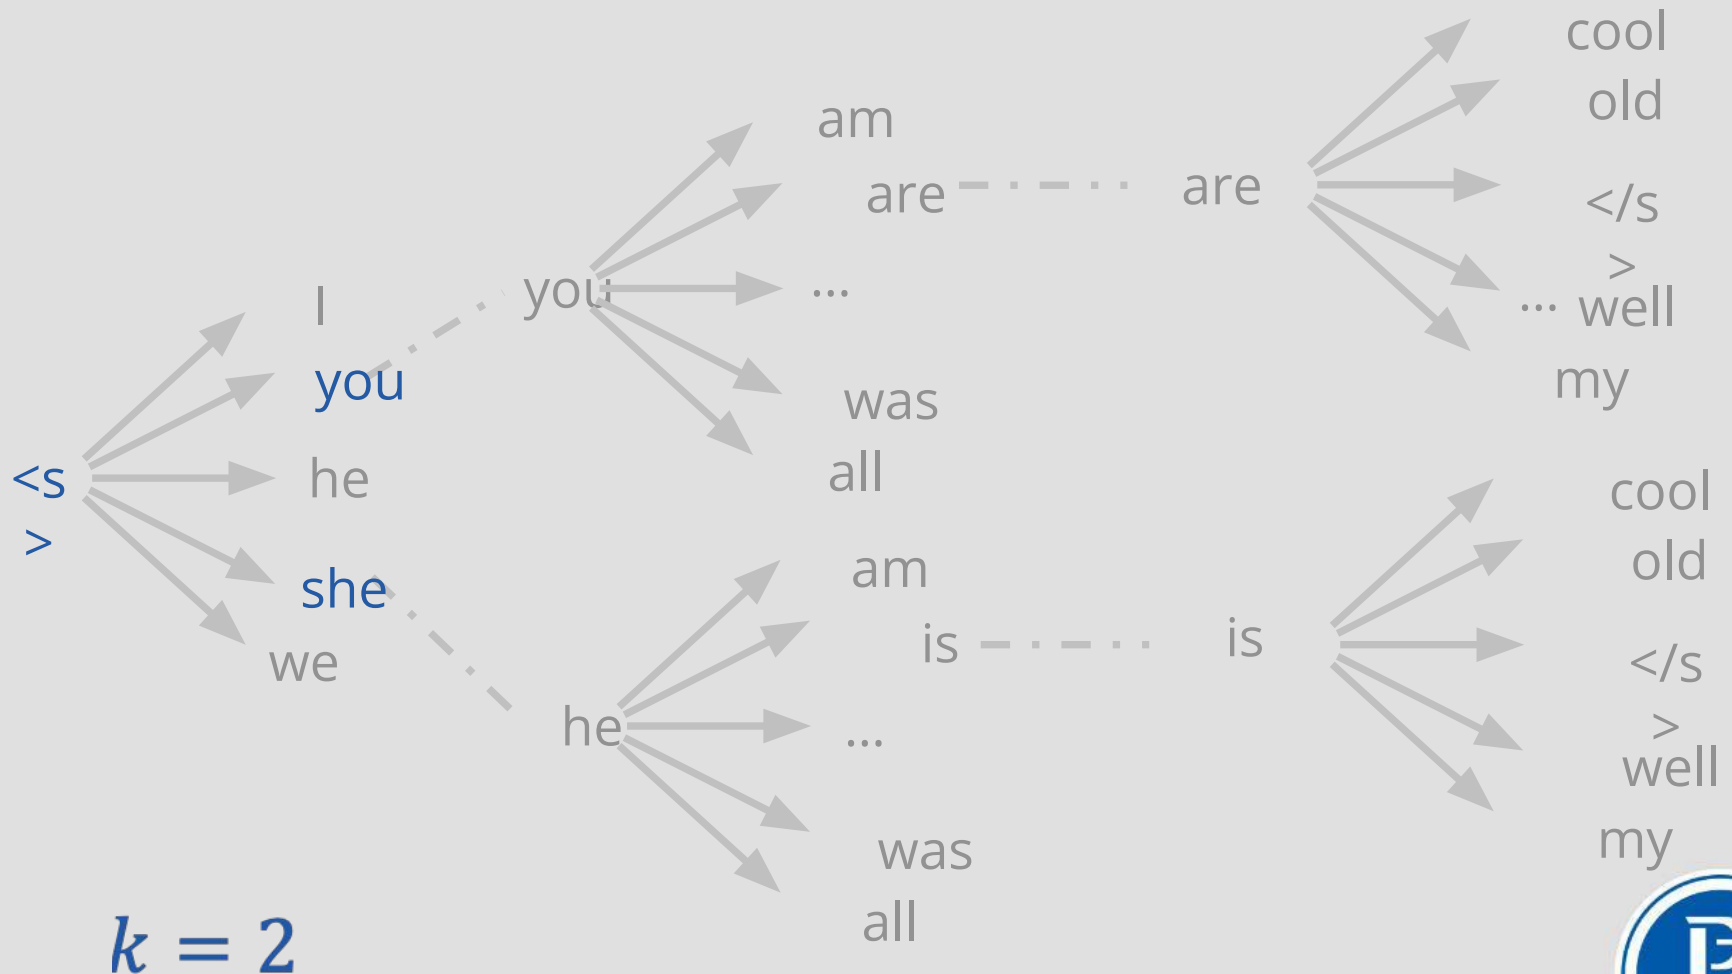 <s
>
I
you
he
she
we
you
am
are
...
was
all
he
am
is
...
was
all
are
cool
old
</s
>
... well
my
is
cool
old
</s
>
well
my
k = 2